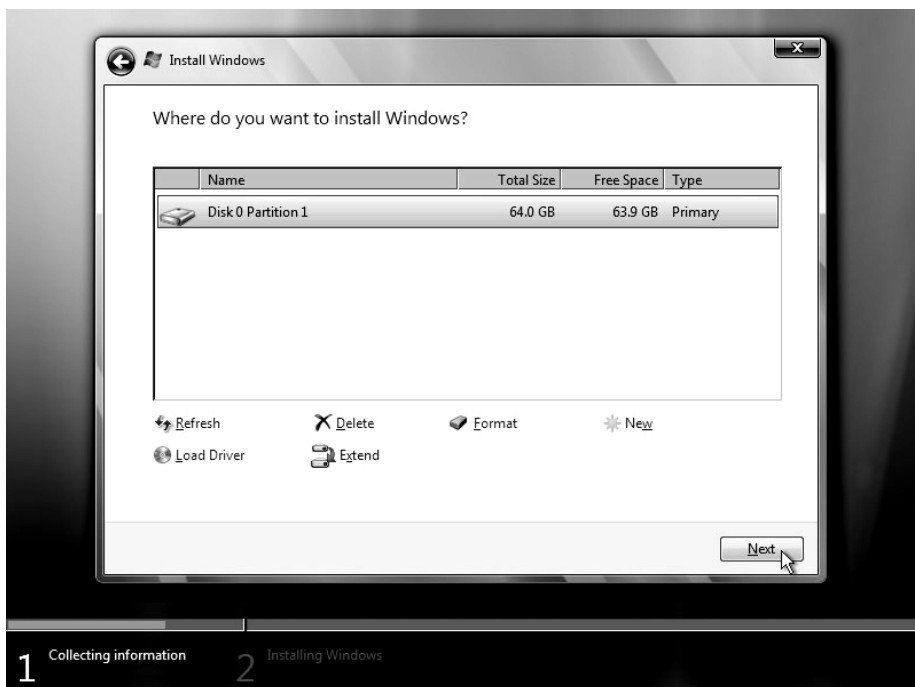 Install Windows
Where do you want to install Windows?
Name Total Size Free Space Type
Disk 0 Partition 1 64.0 GB 63.9 GB Primary
Refresh Delete Format New
Load Driver Extend
Next
1 Collecting information 2 Installing Windows